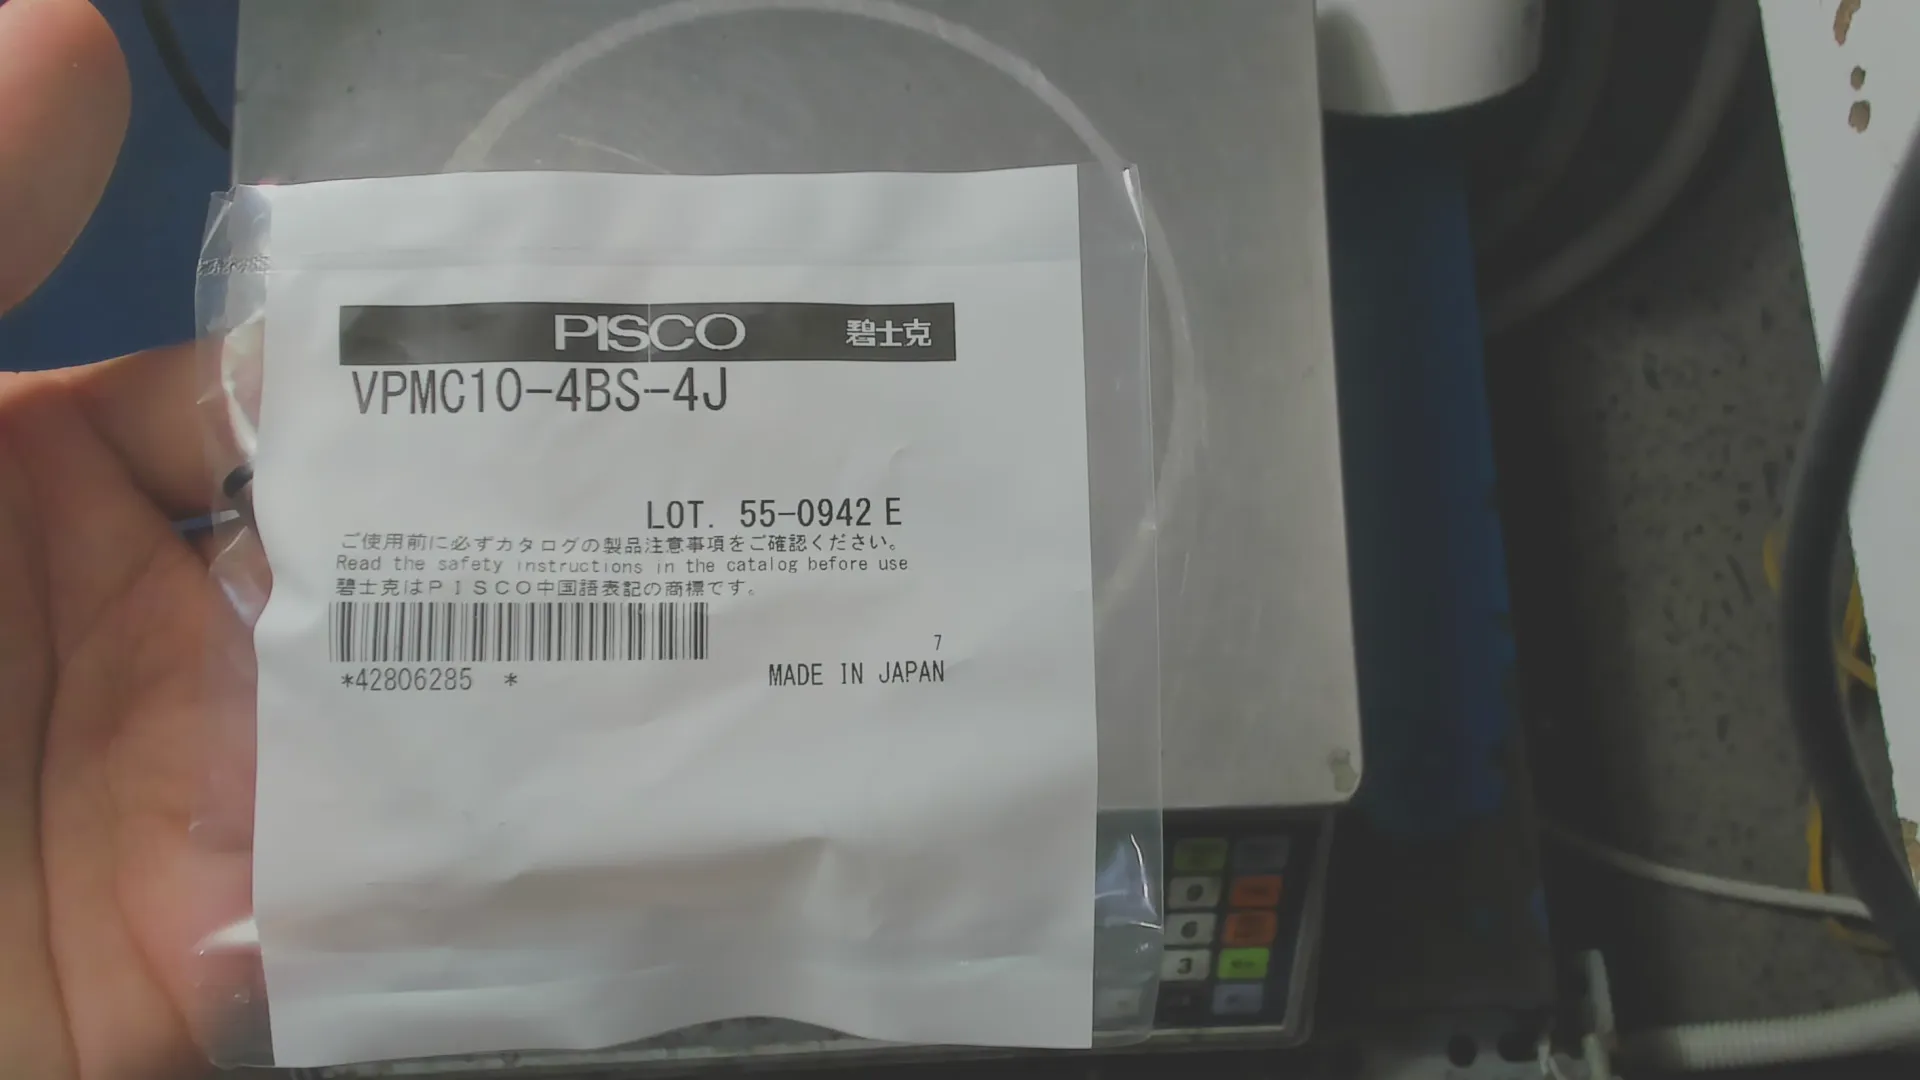 PISCO 碧士克
VPMC10-4BS-4J
LOT. 55-0942 E
ご使用前に必ずカタログの製品注意事項をご確認ください。
Read the safety instructions in the catalog before use
碧士克はＰＩＳＣＯ中国語表記の商標です。
7
*42806285 *
MADE IN JAPAN
6
3